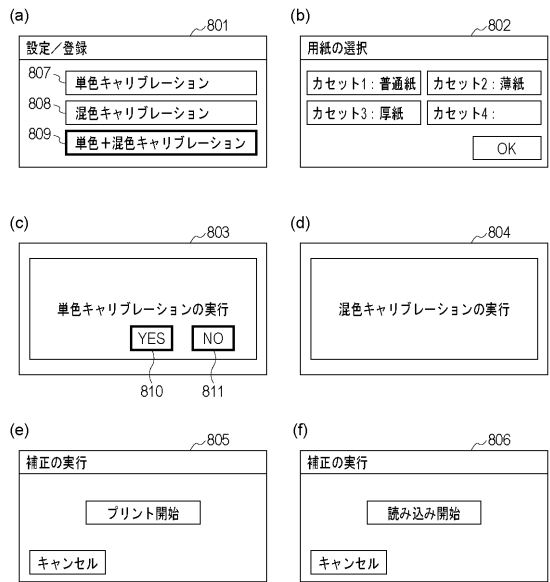 (a)
801
設定／登録
807
単色キャリブレーション
808
混色キャリブレーション
809
単色＋混色キャリブレーション
(b)
802
用紙の選択
カセット1：普通紙
カセット2：薄紙
カセット3：厚紙
カセット4：
OK
(c)
803
単色キャリブレーションの実行
YES
NO
810
811
(d)
804
混色キャリブレーションの実行
(e)
805
補正の実行
プリント開始
キャンセル
(f)
806
補正の実行
読み込み開始
キャンセル